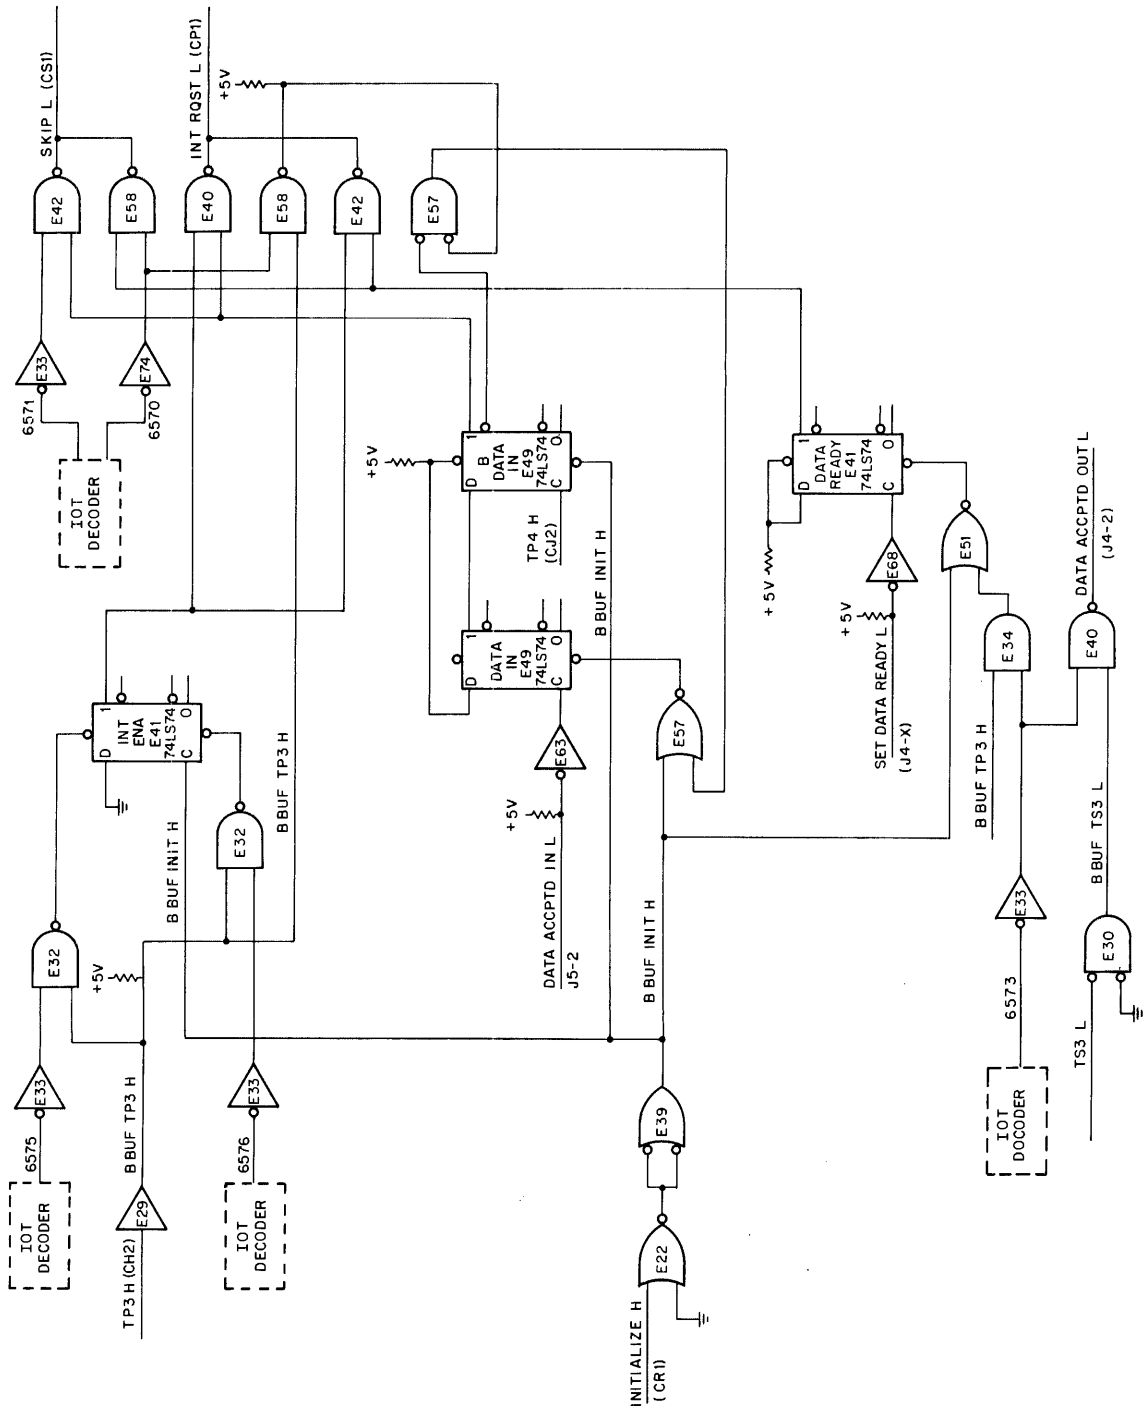 SKIP L (CS1)
INT RQST L (CP1)
+5V
E42
E58
E40
E58
E42
E57
E33
E74
6571
6570
IOT
DECODER
+5V
1
B
DATA
IN
E49
74LS74
D
C
0
TP4 H
(CJ2)
B BUF INIT H
1
DATA
IN
E49
74LS74
D
C
0
1
INT
ENA
E41
74LS74
D
C
0
+5V
1
DATA
READY
E41
74LS74
D
C
0
E68
+5V
SET DATA READY L
(J4-X)
E51
E34
E40
DATA ACCPTD OUT L
(J4-2)
B BUF TP3 H
B BUF INIT H
E32
B BUF TP3 H
E32
+5V
E63
+5V
DATA ACCPTD IN L
J5-2
E57
B BUF INIT H
E33
6575
IOT
DECODER
B BUF TP3 H
E29
TP3 H (CH2)
E33
6576
IOT
DECODER
E39
E22
INITIALIZE H
(CR1)
E33
6573
IOT
DOCODER
B BUF TS3 L
E30
TS3 L